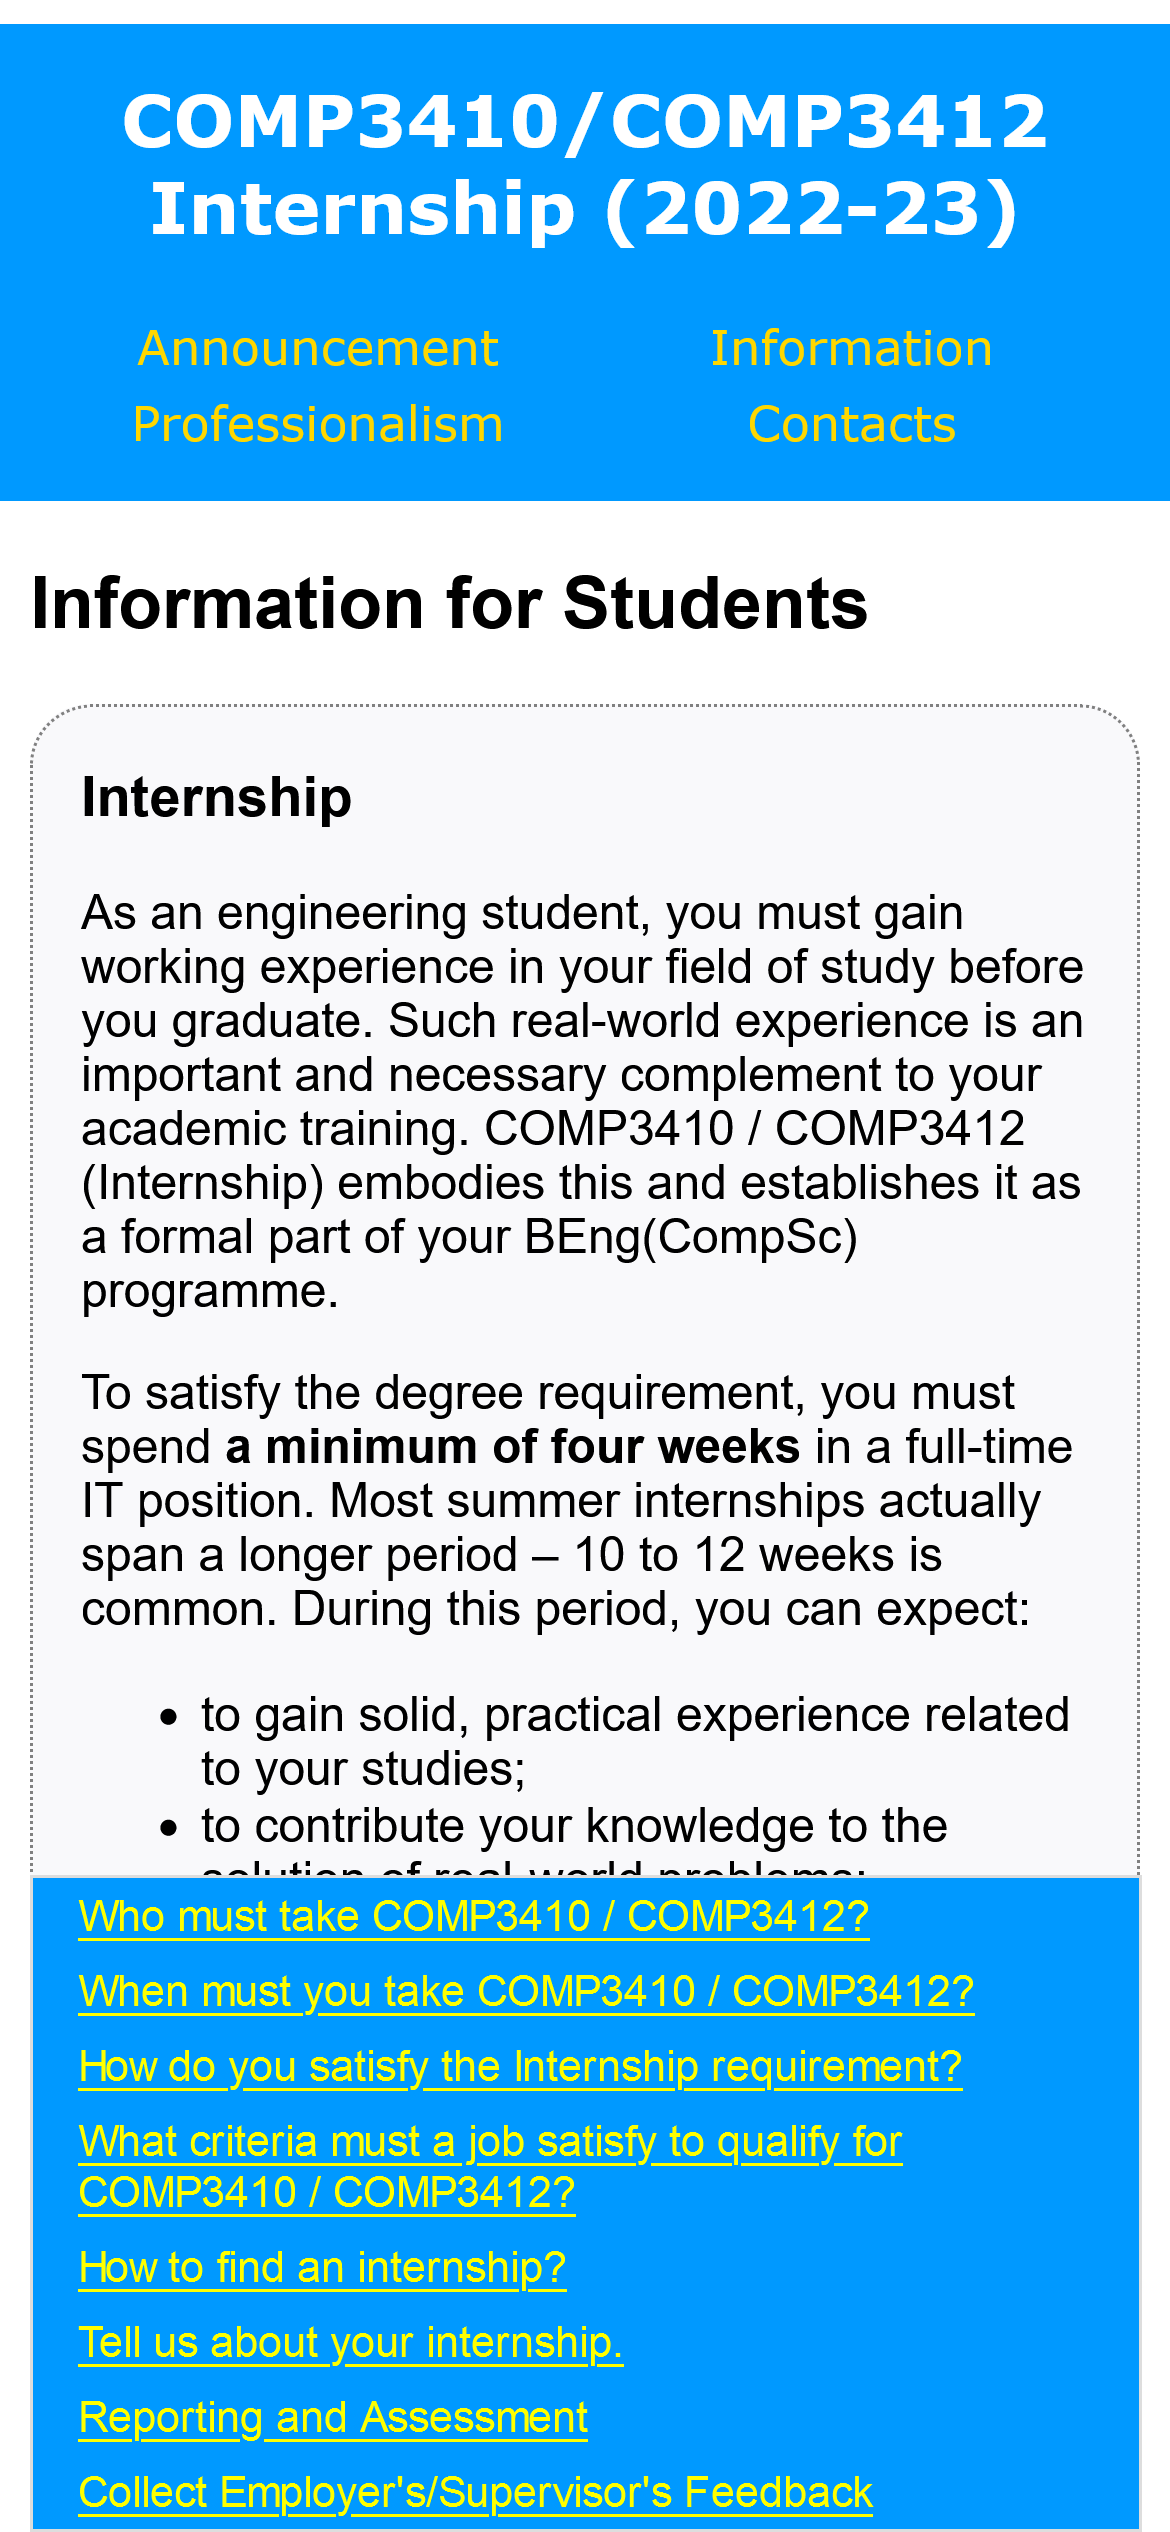 COMP3410/COMP3412
Internship (2022-23)
Announcement
Information
Professionalism
Contacts
Information for Students
Internship
As an engineering student, you must gain
working experience in your field of study before
you graduate. Such real-world experience is an
important and necessary complement to your
academic training. COMP3410 / COMP3412
(Internship) embodies this and establishes it as
a formal part of your BEng(CompSc)
programme.
To satisfy the degree requirement, you must
spend a minimum of four weeks in a full-time
IT position. Most summer internships actually
span a longer period – 10 to 12 weeks is
common. During this period, you can expect:
• to gain solid, practical experience related
to your studies;
• to contribute your knowledge to the
solution of real-world problems;
Who must take COMP3410 / COMP3412?
When must you take COMP3410 / COMP3412?
How do you satisfy the Internship requirement?
What criteria must a job satisfy to qualify for
COMP3410 / COMP3412?
How to find an internship?
Tell us about your internship.
Reporting and Assessment
Collect Employer's/Supervisor's Feedback